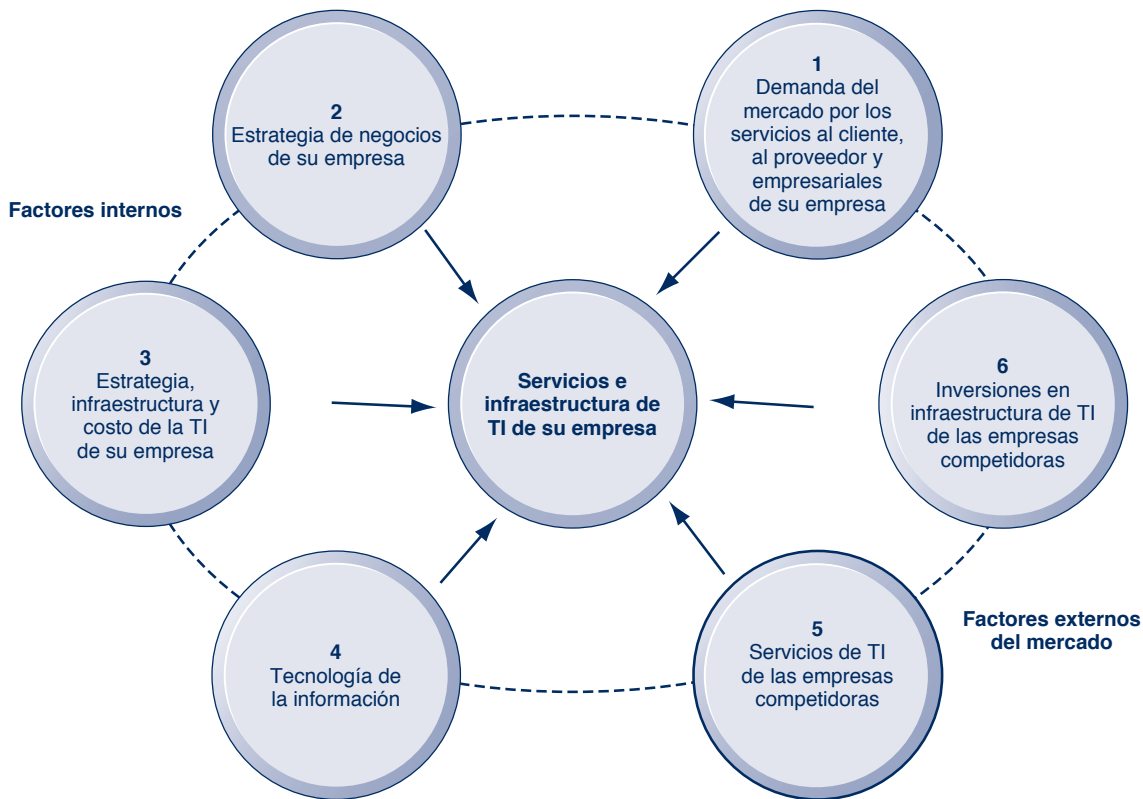 1
Demanda del
mercado por los
servicios al cliente,
al proveedor y
empresariales
de su empresa
2
Estrategia de negocios
de su empresa
Factores internos
3
Estrategia,
infraestructura y
costo de la TI
de su empresa
Servicios e
infraestructura de
TI de su empresa
6
Inversiones en
infraestructura de TI
de las empresas
competidoras
4
Tecnología de
la información
5
Servicios de TI
de las empresas
competidoras
Factores externos
del mercado